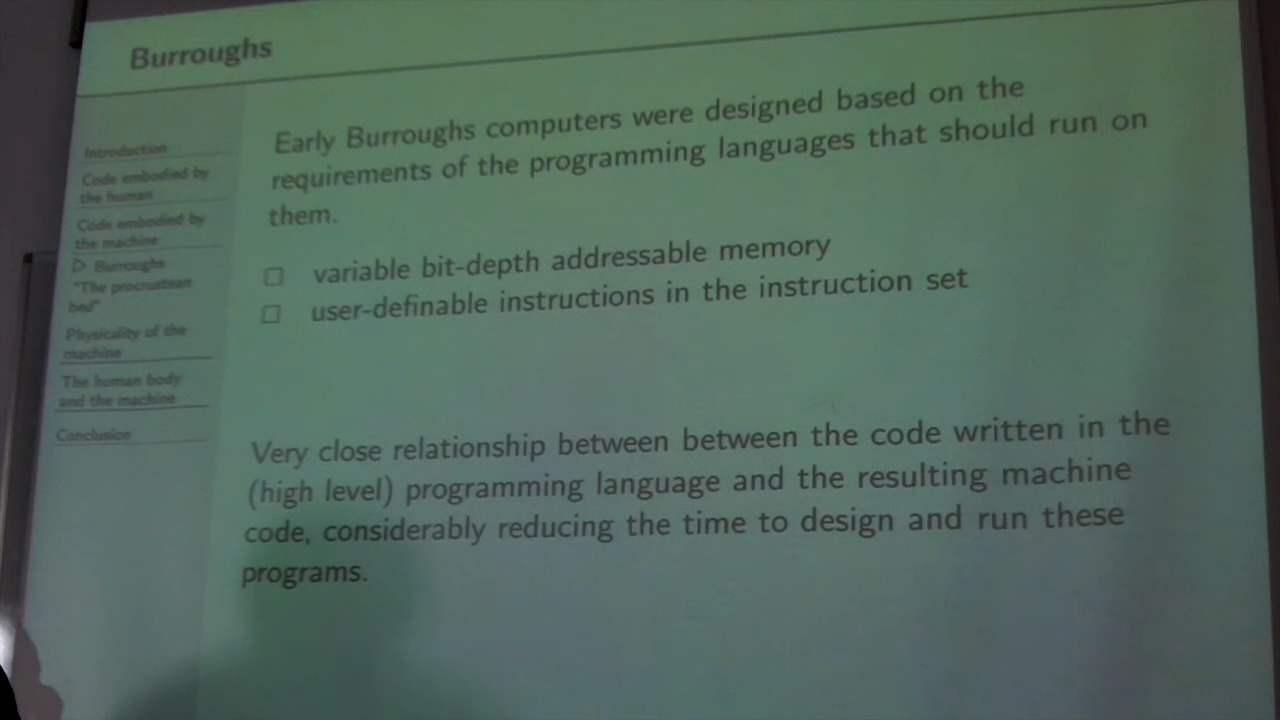 Burroughs
Introduction
Code embodied by
the human
Code embodied by
the machine
▷ Burroughs
"The procrustean
bed"
Physicality of the
machine
The human body
and the machine
Conclusion
Early Burroughs computers were designed based on the
requirements of the programming languages that should run on
them.
□ variable bit-depth addressable memory
□ user-definable instructions in the instruction set
Very close relationship between between the code written in the
(high level) programming language and the resulting machine
code, considerably reducing the time to design and run these
programs.